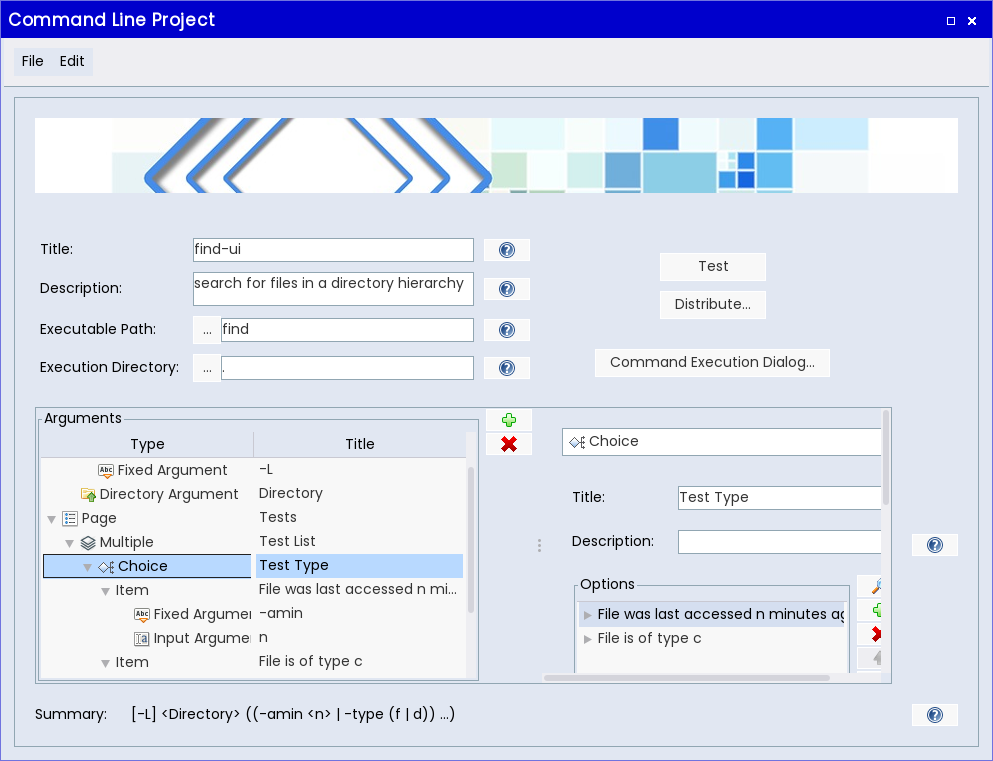 Command Line Project
File Edit
Title: find-ui
Test
Description: search for files in a directory hierarchy
Distribute...
Executable Path: ... find
Execution Directory: ... .
Command Execution Dialog...
Arguments
Type Title
Fixed Argument -L
Directory Argument Directory
Page Tests
Multiple Test List
Choice Test Type
Item File was last accessed n mi...
Abc Fixed Argumer -amin
Input Argume n
Item File is of type c
Choice
Title: Test Type
Description:
Options
File was last accessed n minutes ag
File is of type c
Summary: [-L] <Directory> ((-amin <n> | -type (f | d)) ...)